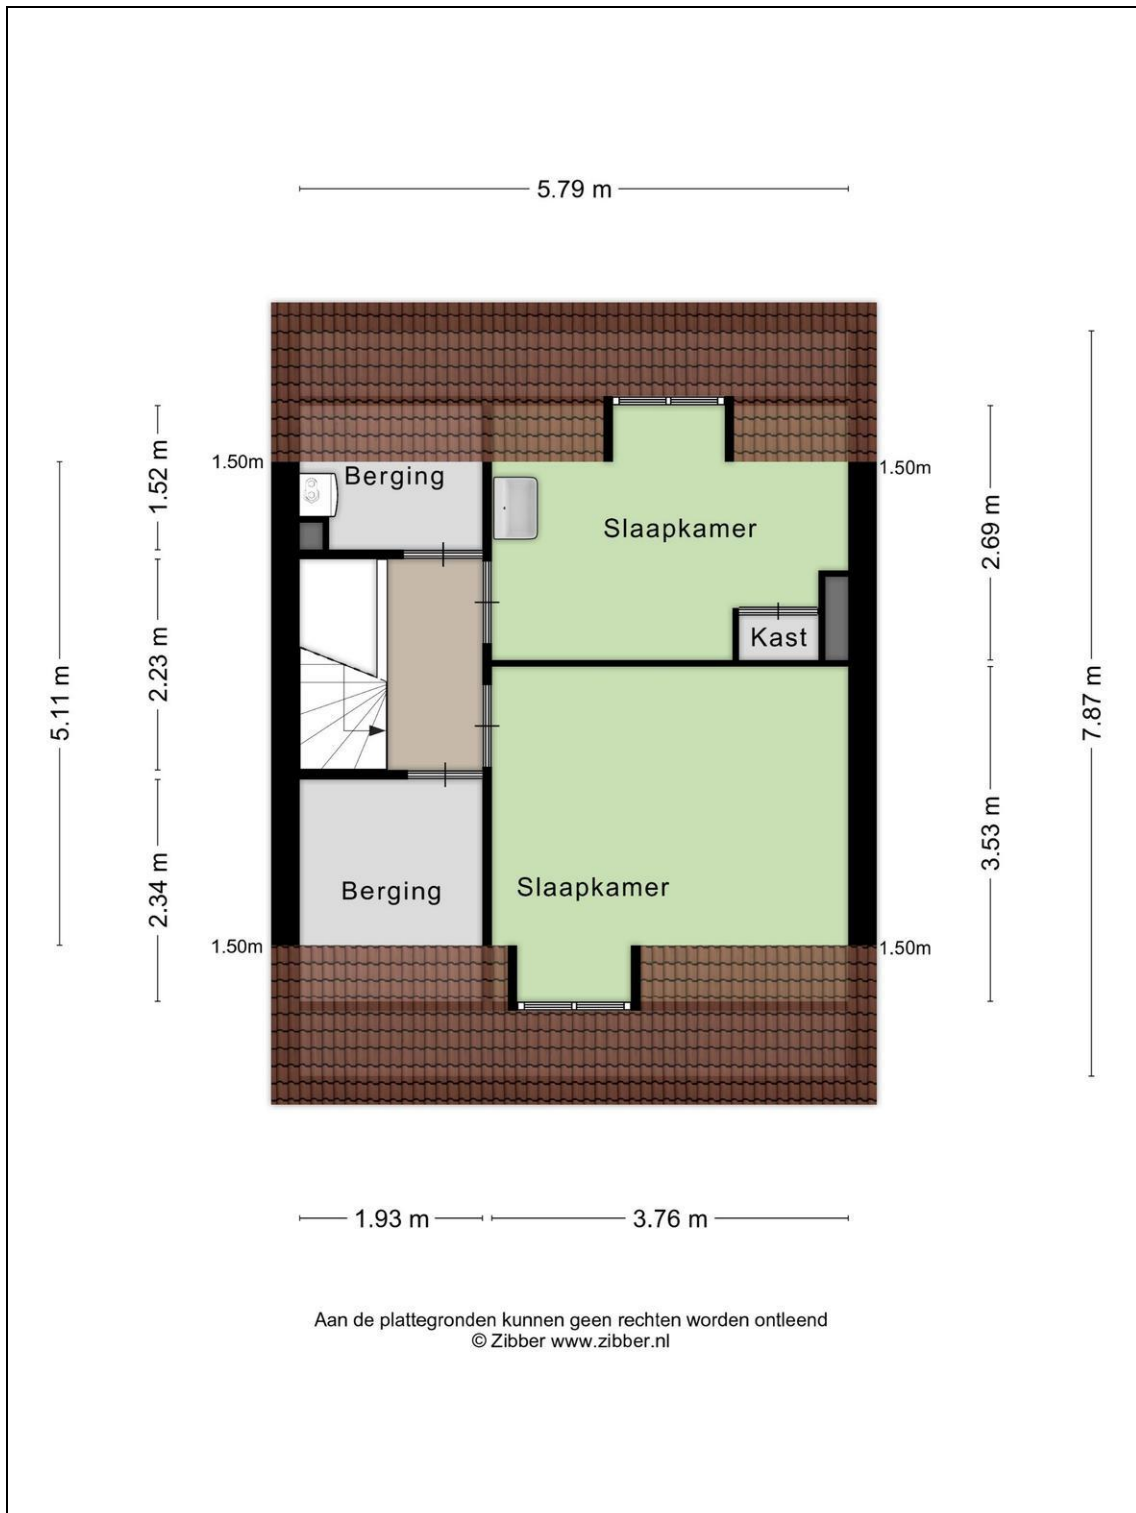 5.79 m
1.52 m
1.50m
Berging
1.50m
Slaapkamer
2.69 m
Kast
2.23 m
5.11 m
7.87 m
3.53 m
2.34 m
Berging
Slaapkamer
1.50m
1.50m
1.93 m
3.76 m
Aan de plattegronden kunnen geen rechten worden ontleend
© Zibber www.zibber.nl